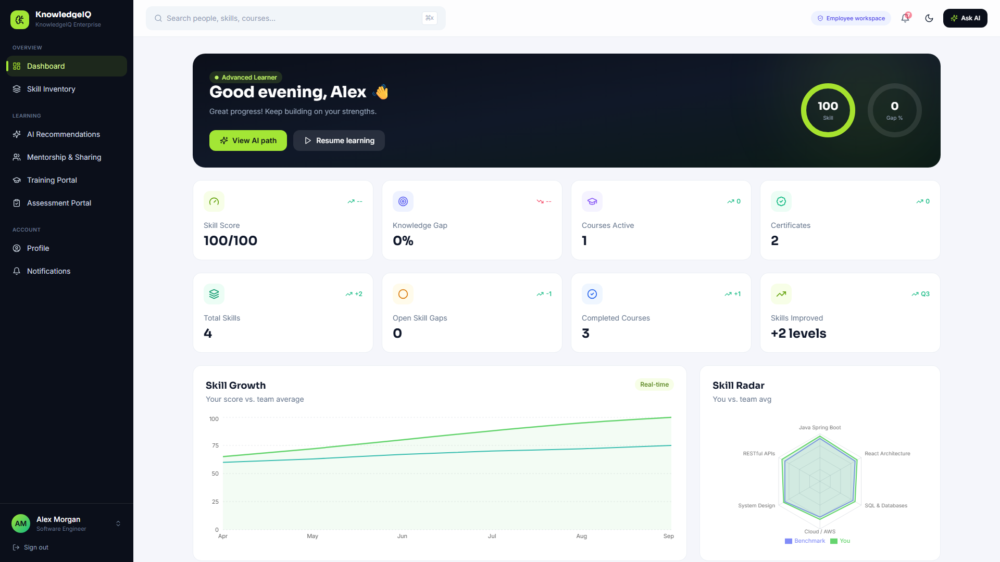 KnowledgeIQ
KnowledgeIQ Enterprise
OVERVIEW
Dashboard
Skill Inventory
LEARNING
AI Recommendations
Mentorship & Sharing
Training Portal
Assessment Portal
ACCOUNT
Profile
Notifications
AM
Alex Morgan
Software Engineer
Sign out
Search people, skills, courses...
⌘K
Employee workspace
7
Ask AI
Advanced Learner
Good evening, Alex 👋
Great progress! Keep building on your strengths.
View AI path
Resume learning
100
Skill
0
Gap %
--
Skill Score
100/100
--
Knowledge Gap
0%
0
Courses Active
1
0
Certificates
2
+2
Total Skills
4
-1
Open Skill Gaps
0
+1
Completed Courses
3
Q3
Skills Improved
+2 levels
Skill Growth
Real-time
Your score vs. team average
100
75
50
25
0
Apr
May
Jun
Jul
Aug
Sep
Skill Radar
You vs. team avg
Java Spring Boot
RESTful APIs
React Architecture
System Design
SQL & Databases
Cloud / AWS
Benchmark
You